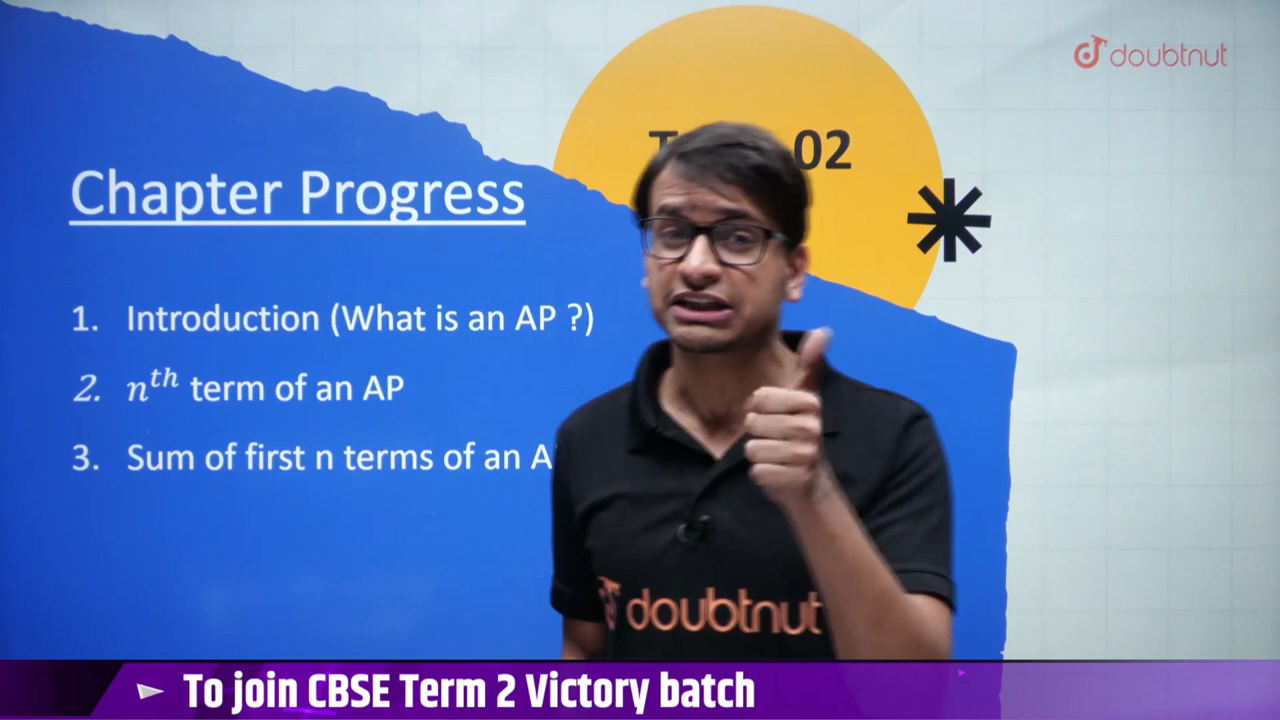 doubtnut
02
Chapter Progress
1. Introduction (What is an AP ?)
2. nᵗʰ term of an AP
3. Sum of first n terms of an A
doubtnut
To join CBSE Term 2 Victory batch